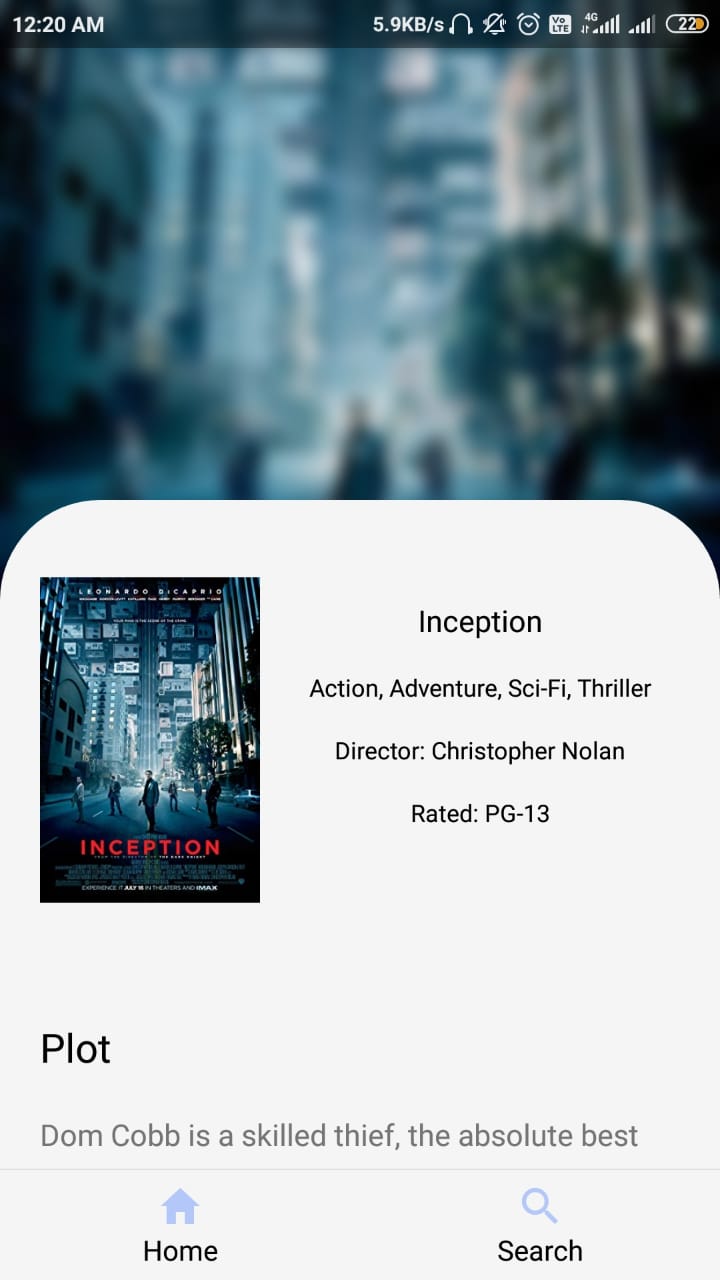 12:20 AM 5.9KB/s Vo LTE 4G 22
LEONARDO DiCAPRIO
YOUR MIND IS THE SCENE OF THE CRIME.
Inception
Action, Adventure, Sci-Fi, Thriller
Director: Christopher Nolan
Rated: PG-13
INCEPTION
FROM THE DIRECTOR OF THE DARK KNIGHT
EXPERIENCE IT JULY 16 IN THEATERS AND IMAX
Plot
Dom Cobb is a skilled thief, the absolute best
Home Search